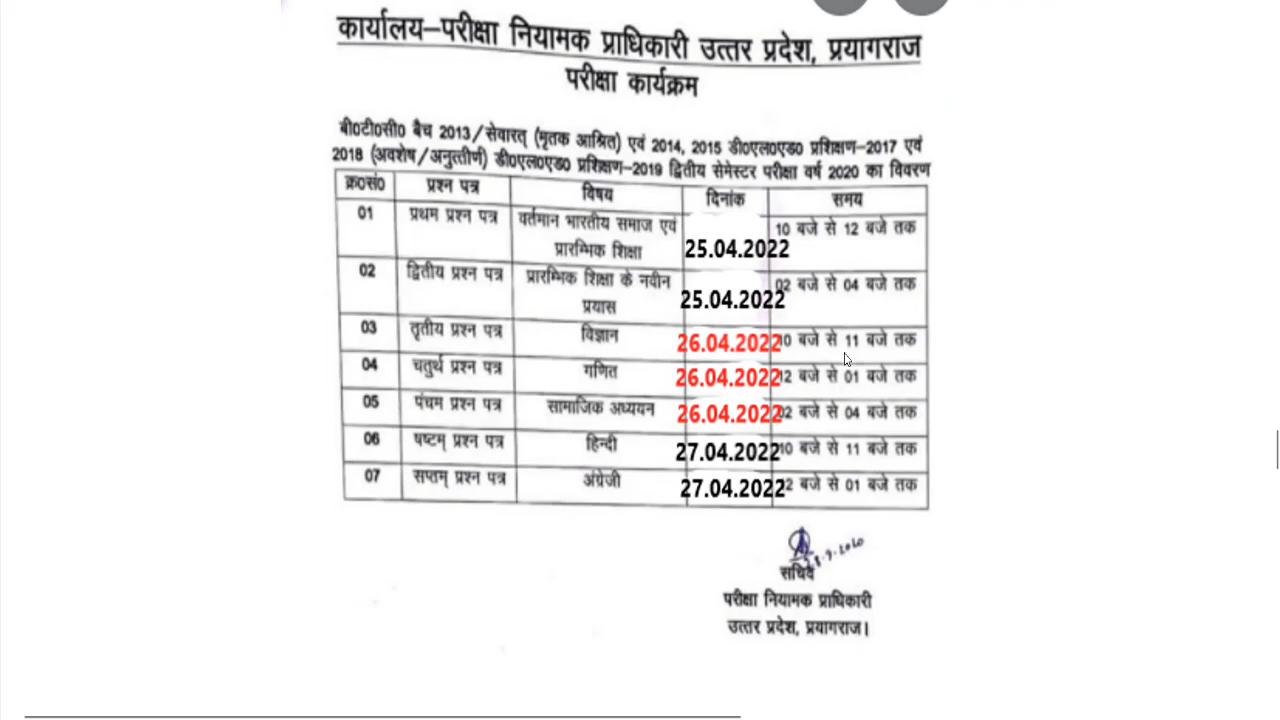 कार्यालय–परीक्षा नियामक प्राधिकारी उत्तर प्रदेश, प्रयागराज
परीक्षा कार्यक्रम
बी0टी0सी0 बैच 2013/सेवारत् (मृतक आश्रित) एवं 2014, 2015 डी0एल0एड0 प्रशिक्षण–2017 एवं
2018 (अवशेष/अनुत्तीर्ण) डी0एल0एड0 प्रशिक्षण–2019 द्वितीय सेमेस्टर परीक्षा वर्ष 2020 का विवरण
क्र0सं0 प्रश्न पत्र विषय दिनांक समय
01 प्रथम प्रश्न पत्र वर्तमान भारतीय समाज एवं प्रारम्भिक शिक्षा 25.04.2022 10 बजे से 12 बजे तक
02 द्वितीय प्रश्न पत्र प्रारम्भिक शिक्षा के नवीन प्रयास 25.04.2022 02 बजे से 04 बजे तक
03 तृतीय प्रश्न पत्र विज्ञान 26.04.2022 10 बजे से 11 बजे तक
04 चतुर्थ प्रश्न पत्र गणित 26.04.2022 12 बजे से 01 बजे तक
05 पंचम प्रश्न पत्र सामाजिक अध्ययन 26.04.2022 02 बजे से 04 बजे तक
06 षष्टम् प्रश्न पत्र हिन्दी 27.04.2022 10 बजे से 11 बजे तक
07 सप्तम् प्रश्न पत्र अंग्रेजी 27.04.2022 12 बजे से 01 बजे तक
सचिव
परीक्षा नियामक प्राधिकारी
उत्तर प्रदेश, प्रयागराज।